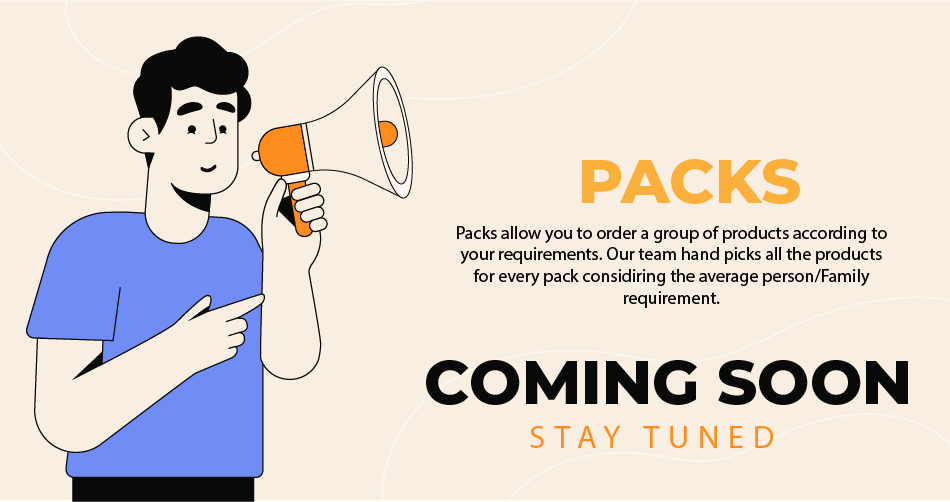 PACKS
Packs allow you to order a group of products according to
your requirements. Our team hand picks all the products
for every pack considiring the average person/Family
requirement.
COMING SOON
STAY TUNED